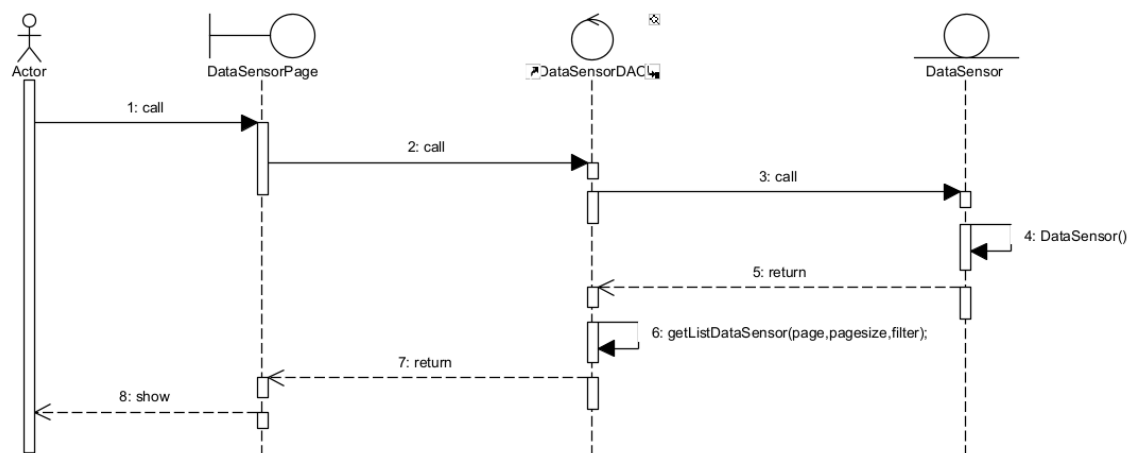 Actor
DataSensorPage
DataSensorDAO
DataSensor
1: call
2: call
3: call
4: DataSensor()
5: return
6: getListDataSensor(page,pagesize,filter);
7: return
8: show